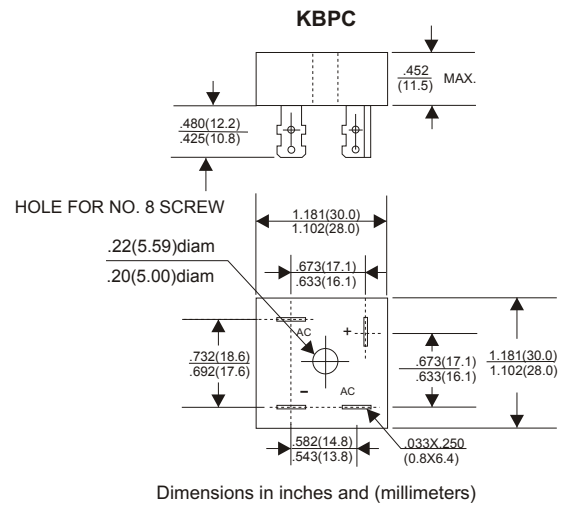 KBPC
.452
(11.5) MAX.
.480(12.2)
.425(10.8)
HOLE FOR NO. 8 SCREW
1.181(30.0)
1.102(28.0)
.22(5.59)diam
.20(5.00)diam
.673(17.1)
.633(16.1)
AC
+
.732(18.6)
.692(17.6)
.673(17.1)
.633(16.1)
1.181(30.0)
1.102(28.0)
− AC
.582(14.8)
.543(13.8)
.033X.250
(0.8X6.4)
Dimensions in inches and (millimeters)